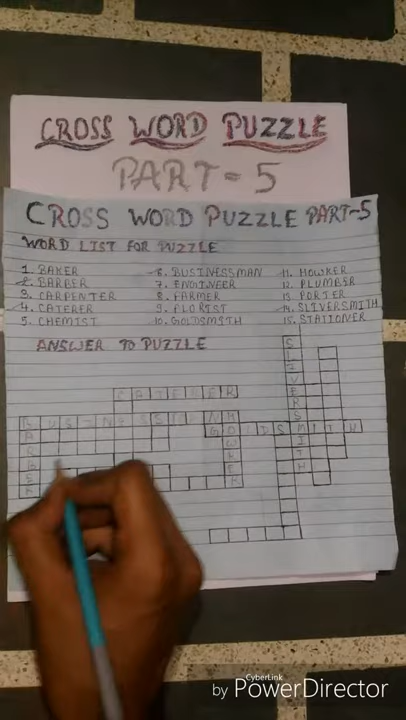 CROSS WORD PUZZLE
PART-5
CROSS WORD PUZZLE PART-5
WORD LIST FOR PUZZLE
1. BAKER
2. BARBER
3. CARPENTER
4. CATERER
5. CHEMIST
6. BUSTNESSMAN
7. ENGINEER
8. FARMER
9. FLORIST
10. GOLDSMITH
11. HOWKER
12. PLUMBER
13. PORTER
14. SLIVERSMITH
15. STATIONER
ANSWER TO PUZZLE
CATERER
GOLDSMITH
CyberLink
by PowerDirector